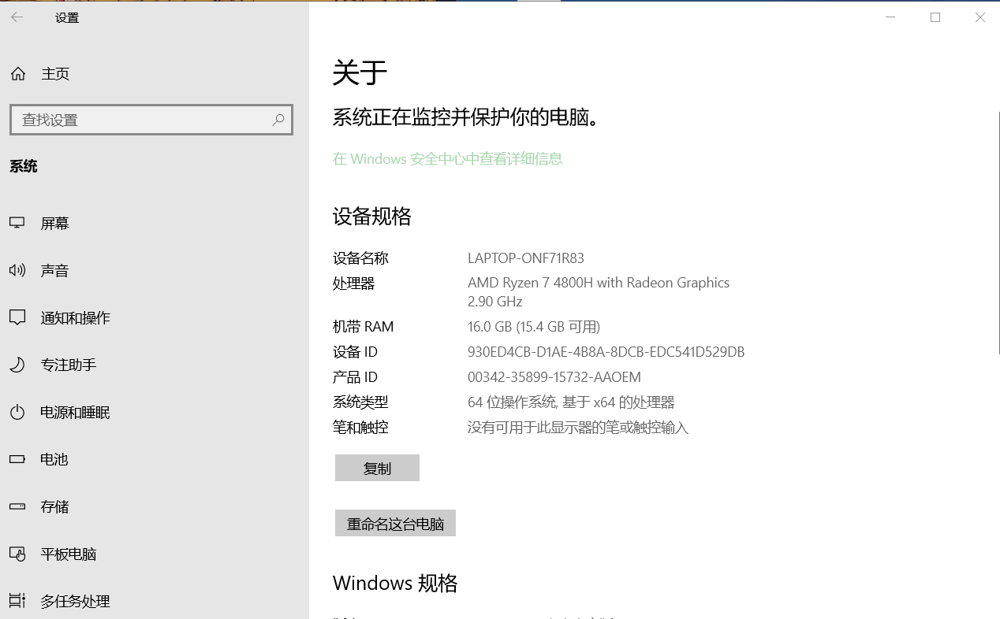 设置
主页
查找设置
系统
屏幕
声音
通知和操作
专注助手
电源和睡眠
电池
存储
平板电脑
多任务处理
关于
系统正在监控并保护你的电脑。
在 Windows 安全中心中查看详细信息
设备规格
设备名称 LAPTOP-ONF71R83
处理器 AMD Ryzen 7 4800H with Radeon Graphics
2.90 GHz
机带 RAM 16.0 GB (15.4 GB 可用)
设备 ID 930ED4CB-D1AE-4B8A-8DCB-EDC541D529DB
产品 ID 00342-35899-15732-AAOEM
系统类型 64 位操作系统, 基于 x64 的处理器
笔和触控 没有可用于此显示器的笔或触控输入
复制
重命名这台电脑
Windows 规格